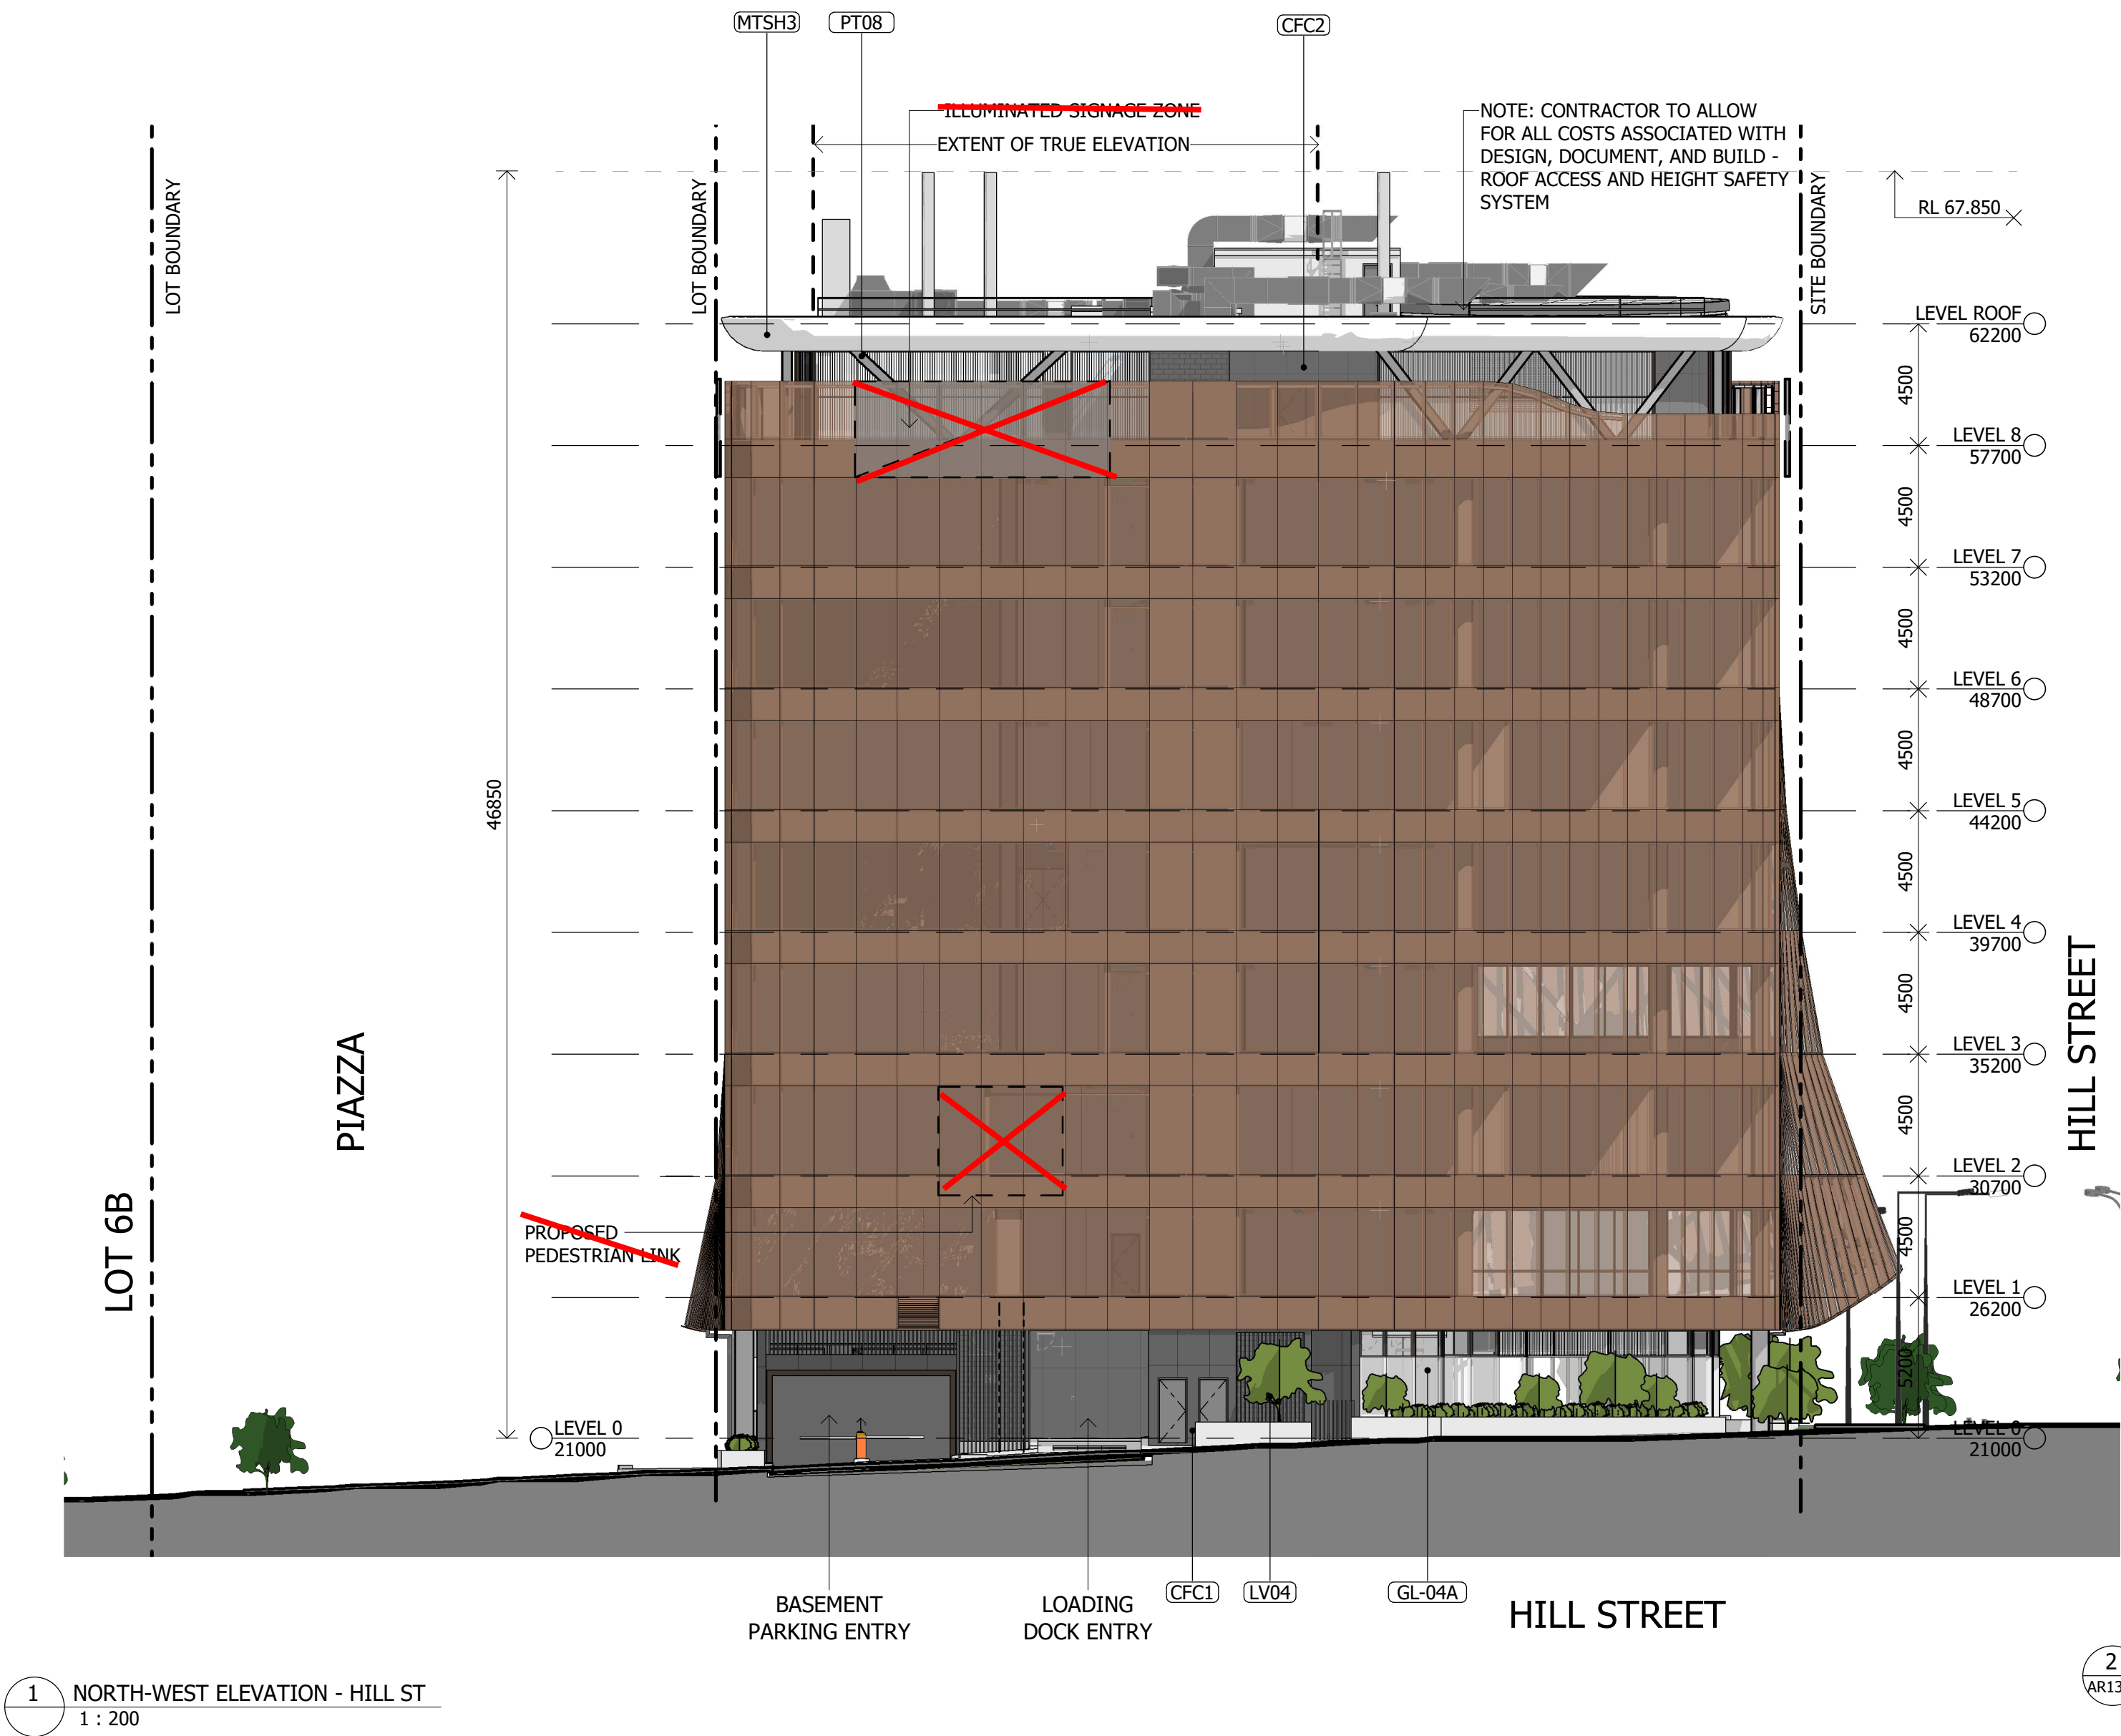 MTSH3
PT08
CFC2
ILLUMINATED SIGNAGE ZONE
EXTENT OF TRUE ELEVATION
NOTE: CONTRACTOR TO ALLOW
FOR ALL COSTS ASSOCIATED WITH
DESIGN, DOCUMENT, AND BUILD -
ROOF ACCESS AND HEIGHT SAFETY
SYSTEM
LOT BOUNDARY
LOT BOUNDARY
SITE BOUNDARY
RL 67.850
LEVEL ROOF
62200
4500
LEVEL 8
57700
4500
LEVEL 7
53200
4500
LEVEL 6
48700
4500
LEVEL 5
44200
4500
LEVEL 4
39700
4500
LEVEL 3
35200
4500
LEVEL 2
30700
4500
LEVEL 1
26200
5200
LEVEL 0
21000
46850
PIAZZA
LOT 6B
HILL STREET
PROPOSED
PEDESTRIAN LINK
LEVEL 0
21000
BASEMENT
PARKING ENTRY
LOADING
DOCK ENTRY
CFC1
LV04
GL-04A
HILL STREET
1
NORTH-WEST ELEVATION - HILL ST
1 : 200
2
AR13